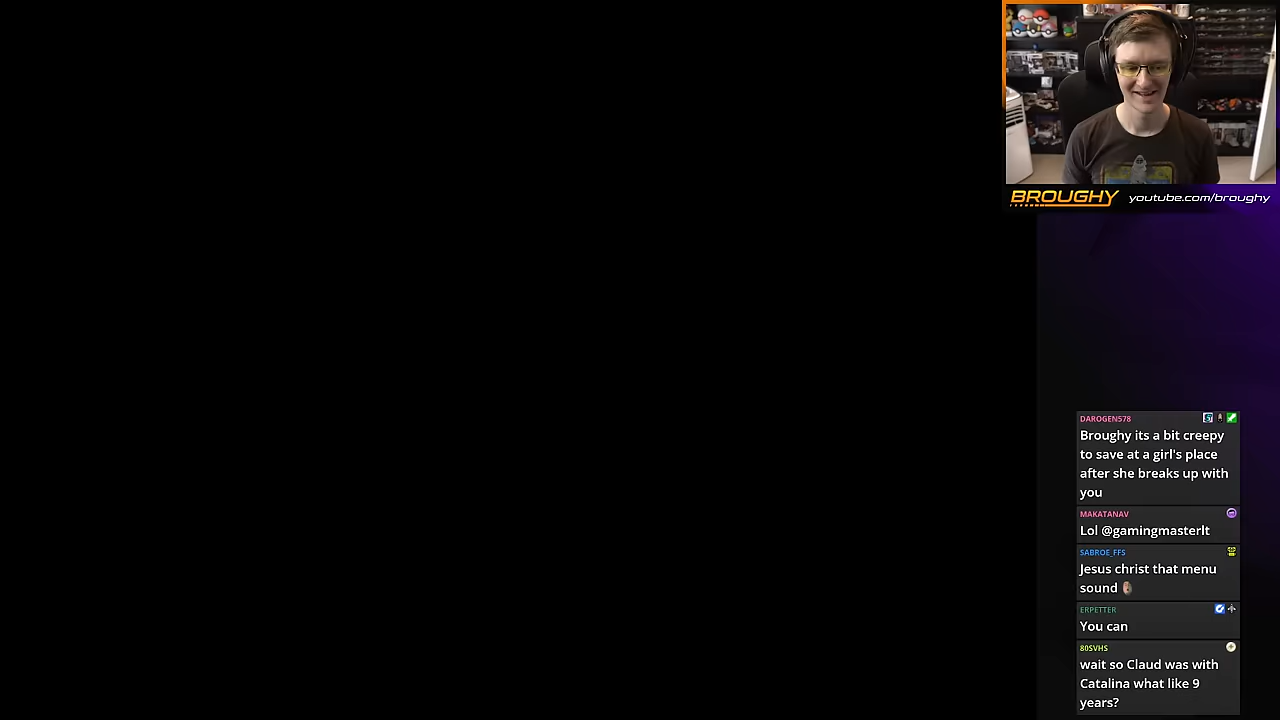 BROUGHY youtube.com/broughy
DAROGEN578
Broughy its a bit creepy
to save at a girl's place
after she breaks up with
you
MAKATANAV
Lol @gamingmasterlt
SABROE_FFS
Jesus christ that menu
sound
ERPETTER
You can
80SVHS
wait so Claud was with
Catalina what like 9
years?